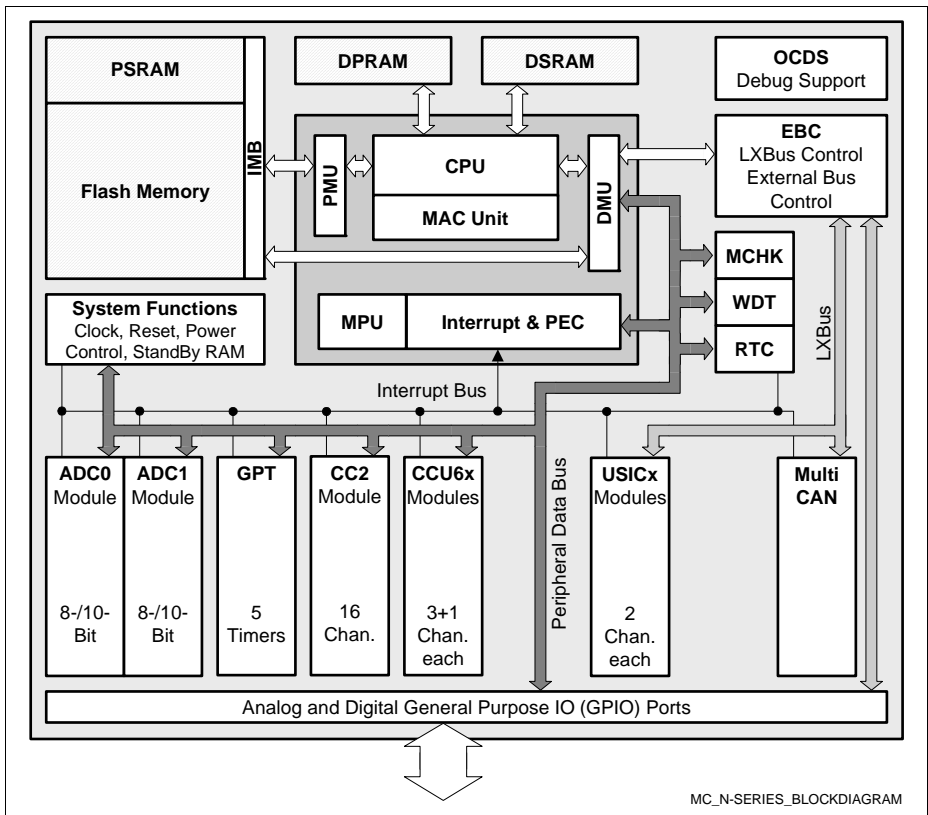 PSRAM
Flash Memory
IMB
DPRAM
DSRAM
OCDS
Debug Support
PMU
CPU
MAC Unit
DMU
EBC
LXBus Control
External Bus
Control
MPU
Interrupt & PEC
MCHK
WDT
RTC
LXBus
System Functions
Clock, Reset, Power
Control, StandBy RAM
Interrupt Bus
Peripheral Data Bus
ADC0
Module
8-/10-
Bit
ADC1
Module
8-/10-
Bit
GPT
5
Timers
CC2
Module
16
Chan.
CCU6x
Modules
3+1
Chan.
each
USICx
Modules
2
Chan.
each
Multi
CAN
Analog and Digital General Purpose IO (GPIO) Ports
MC_N-SERIES_BLOCKDIAGRAM